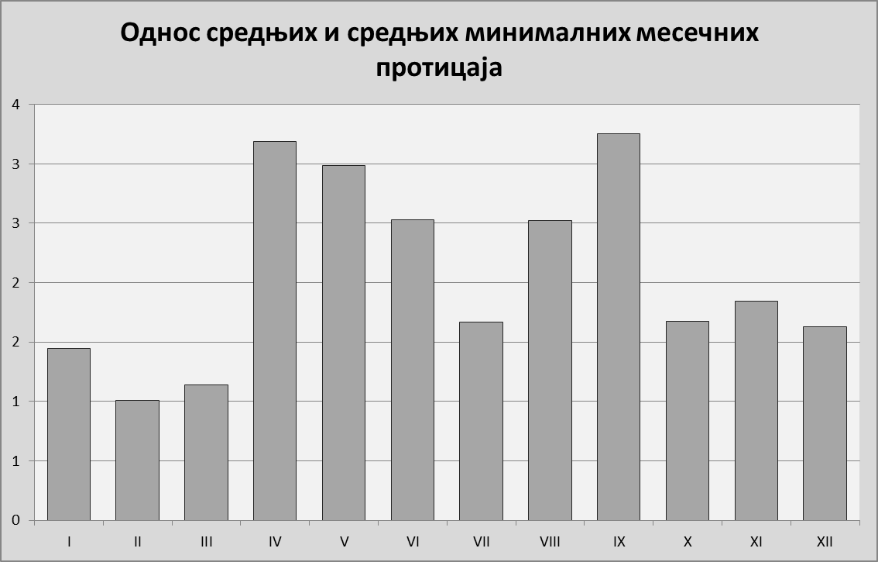 Однос средњих и средњих минималних месечних
протицаја
4
3
3
2
2
1
1
0
I II III IV V VI VII VIII IX X XI XII